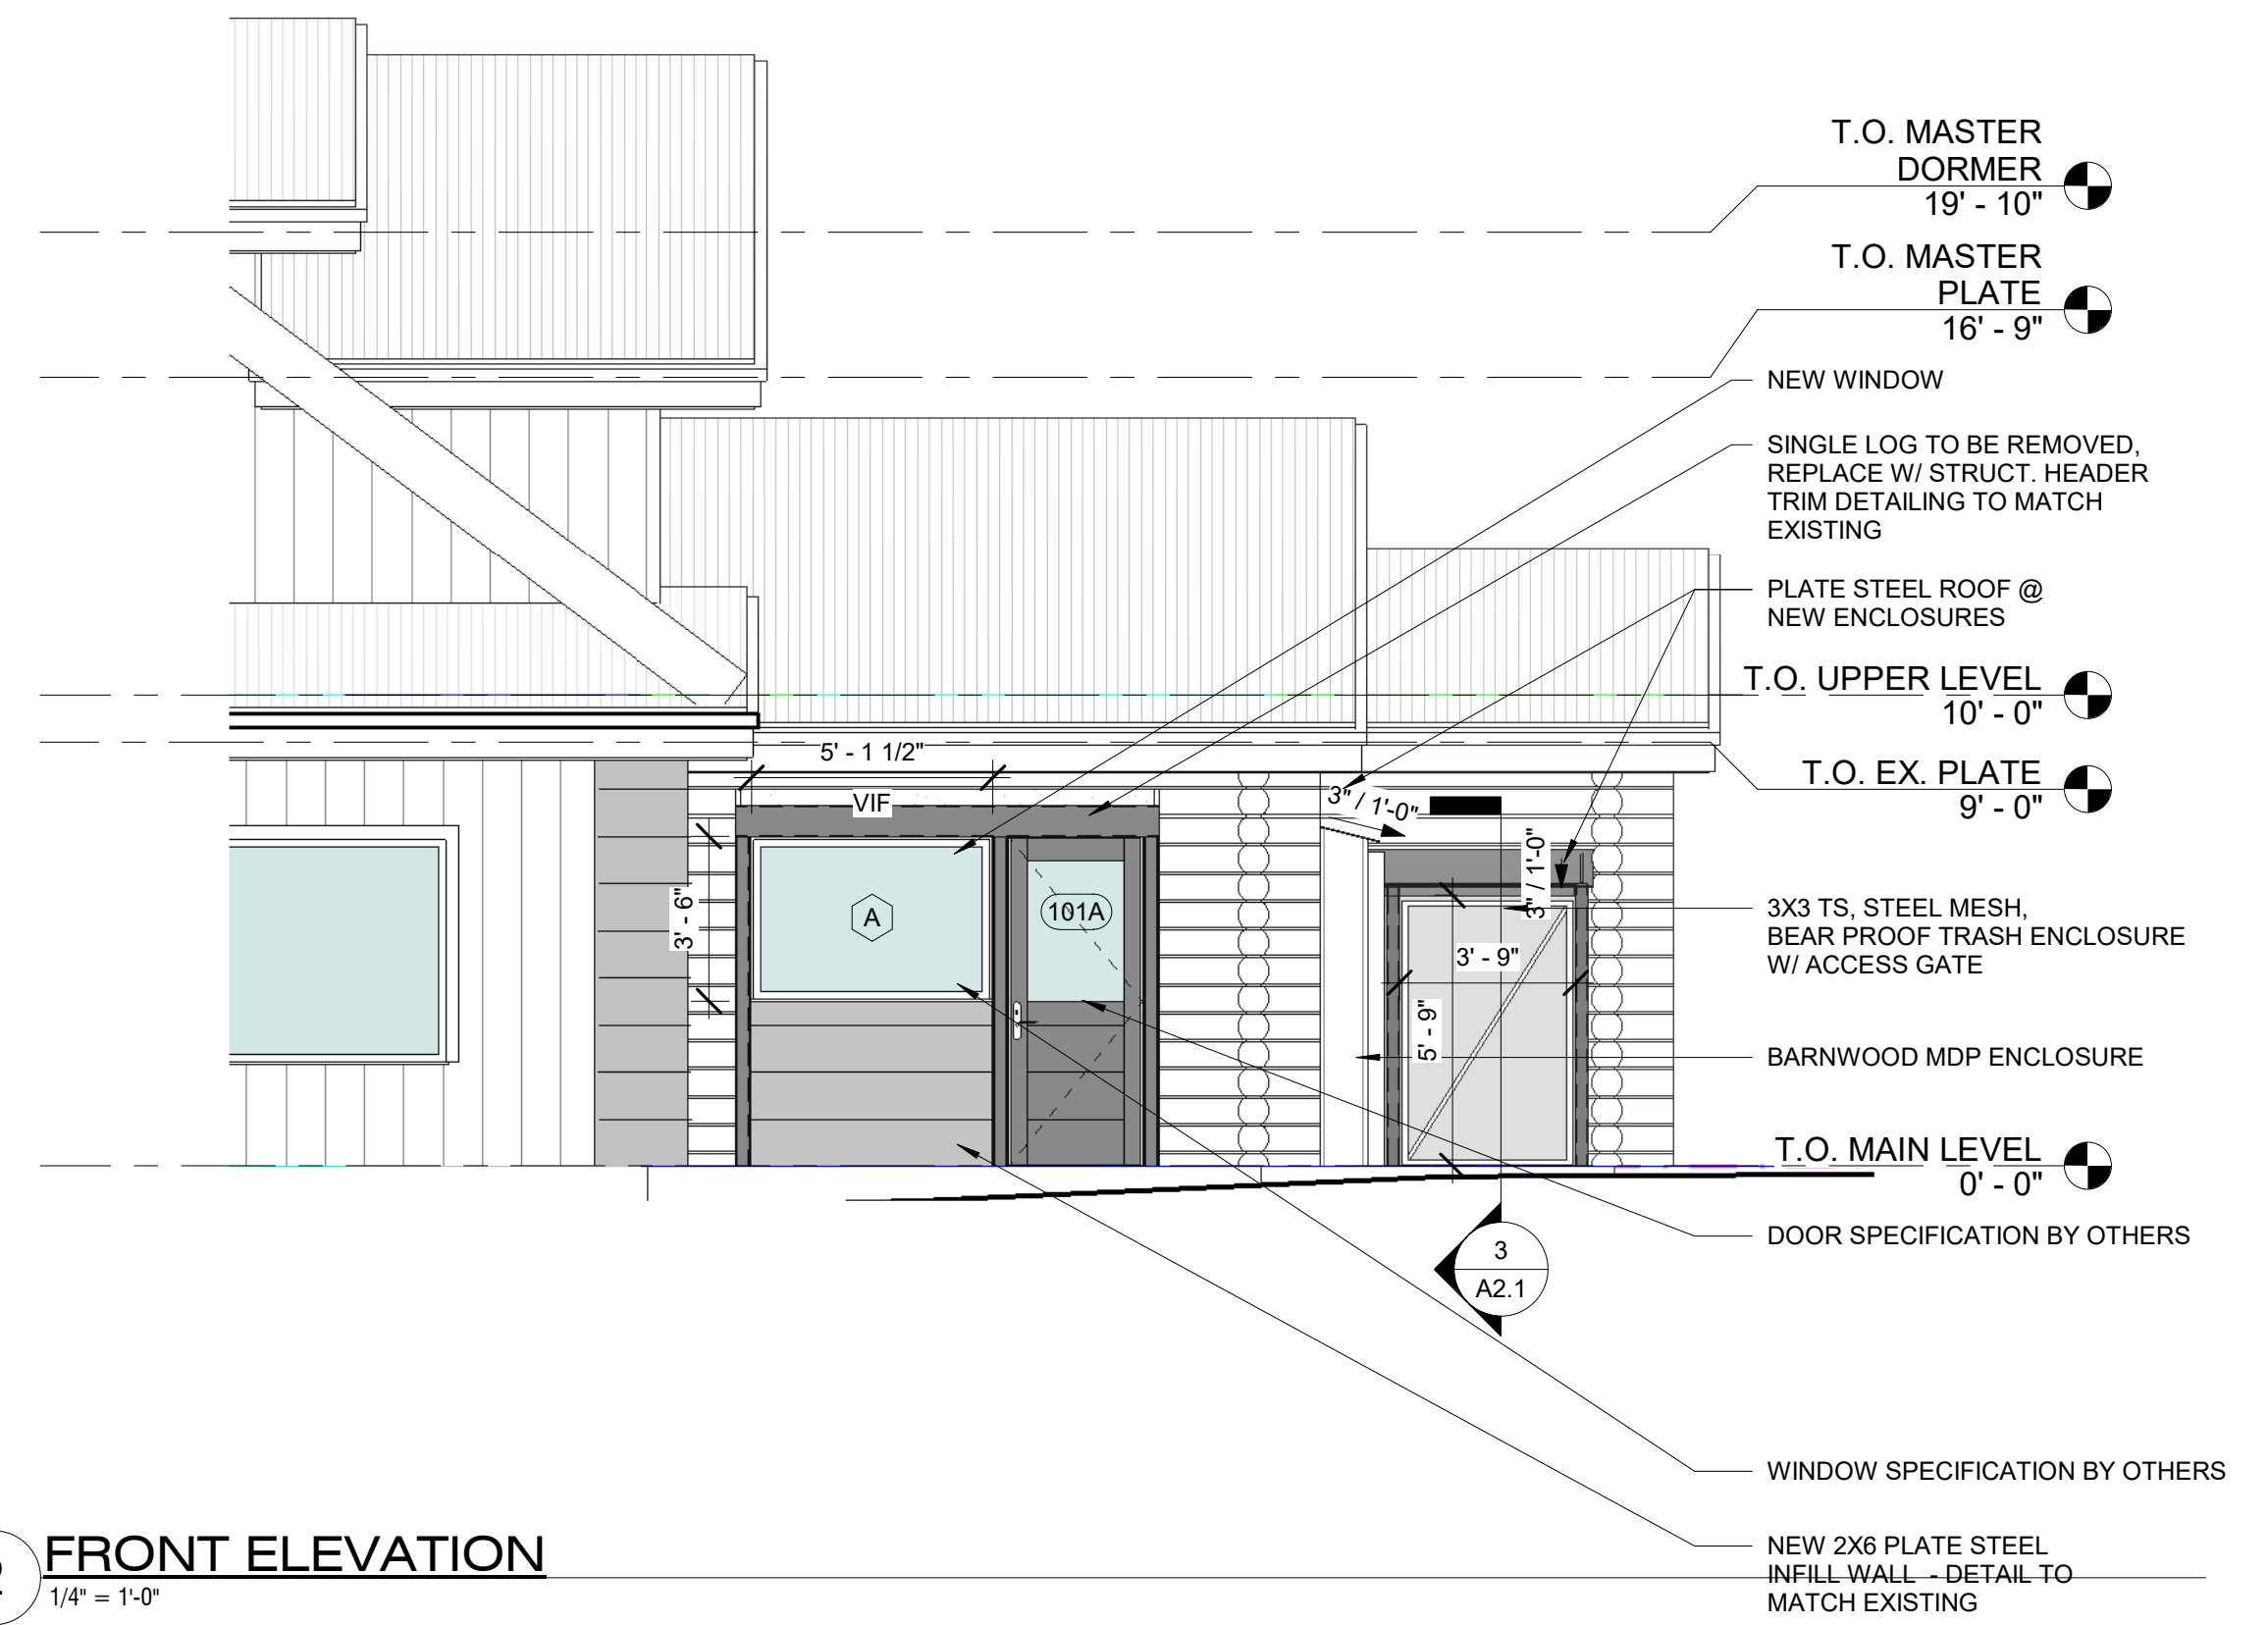 T.O. MASTER
DORMER
19' - 10"
T.O. MASTER
PLATE
16' - 9"
NEW WINDOW
SINGLE LOG TO BE REMOVED,
REPLACE W/ STRUCT. HEADER
TRIM DETAILING TO MATCH
EXISTING
PLATE STEEL ROOF @
NEW ENCLOSURES
T.O. UPPER LEVEL
10' - 0"
T.O. EX. PLATE
9' - 0"
5' - 1 1/2"
VIF
3" / 1'-0"
3" / 1'-0"
3' - 6"
A
101A
3' - 9"
5' - 9"
3X3 TS, STEEL MESH,
BEAR PROOF TRASH ENCLOSURE
W/ ACCESS GATE
BARNWOOD MDP ENCLOSURE
T.O. MAIN LEVEL
0' - 0"
DOOR SPECIFICATION BY OTHERS
3
A2.1
WINDOW SPECIFICATION BY OTHERS
NEW 2X6 PLATE STEEL
INFILL WALL - DETAIL TO
MATCH EXISTING
FRONT ELEVATION
1/4" = 1'-0"